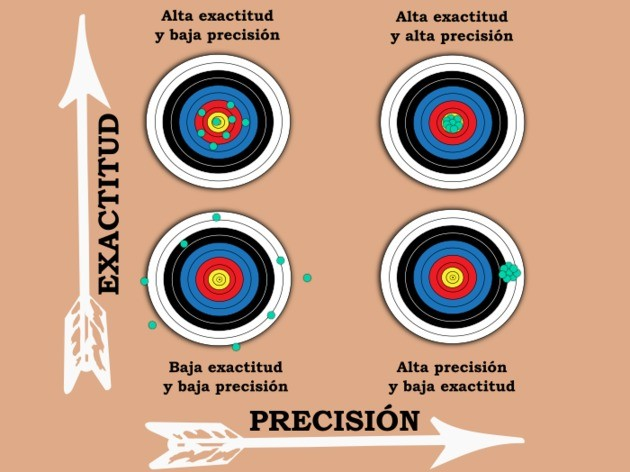 Alta exactitud
y baja precisión
Alta exactitud
y alta precisión
EXACTITUD
Baja exactitud
y baja precisión
Alta precisión
y baja exactitud
PRECISIÓN